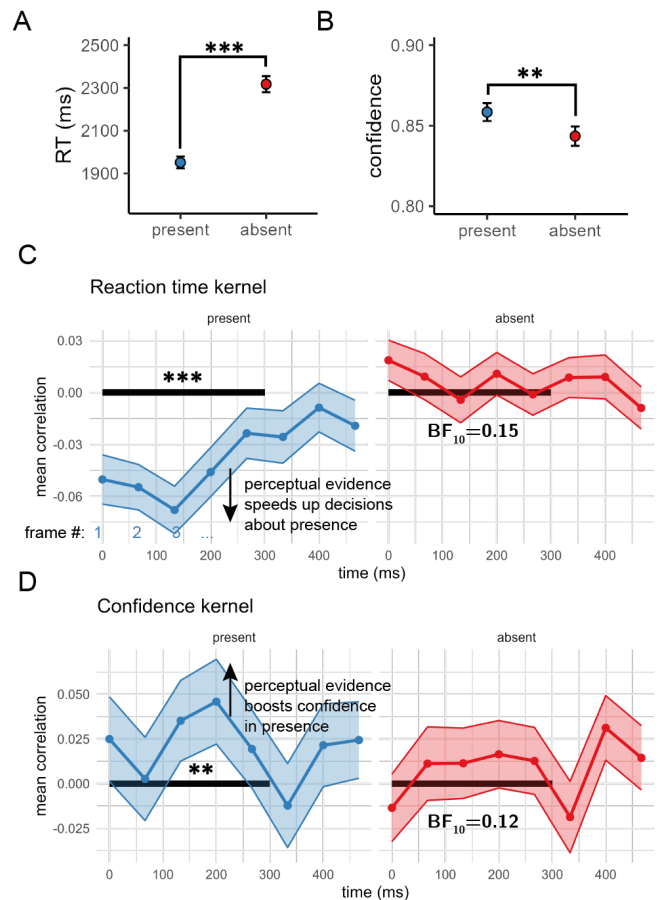 A
B
2500
2300
2100
1900
RT (ms)
***
present
absent
0.90
0.85
0.80
confidence
**
present
absent
C
Reaction time kernel
present
absent
0.03
0.00
-0.03
-0.06
mean correlation
***
BF10=0.15
perceptual evidence
speeds up decisions
about presence
frame #: 1 2 3 ...
0 100 200 300 400 0 100 200 300 400
time (ms)
D
Confidence kernel
present
absent
0.050
0.025
0.000
-0.025
mean correlation
perceptual evidence
boosts confidence
in presence
**
BF10=0.12
0 100 200 300 400 0 100 200 300 400
time (ms)